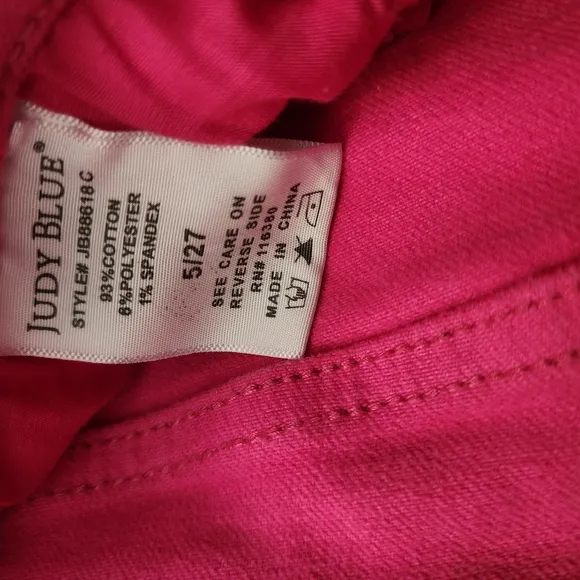 JUDY BLUE®
STYLE# JB88618C
93%COTTON
6%POLYESTER
1% SPANDEX
5/27
SEE CARE ON
REVERSE SIDE
RN# 116380
MADE IN CHINA